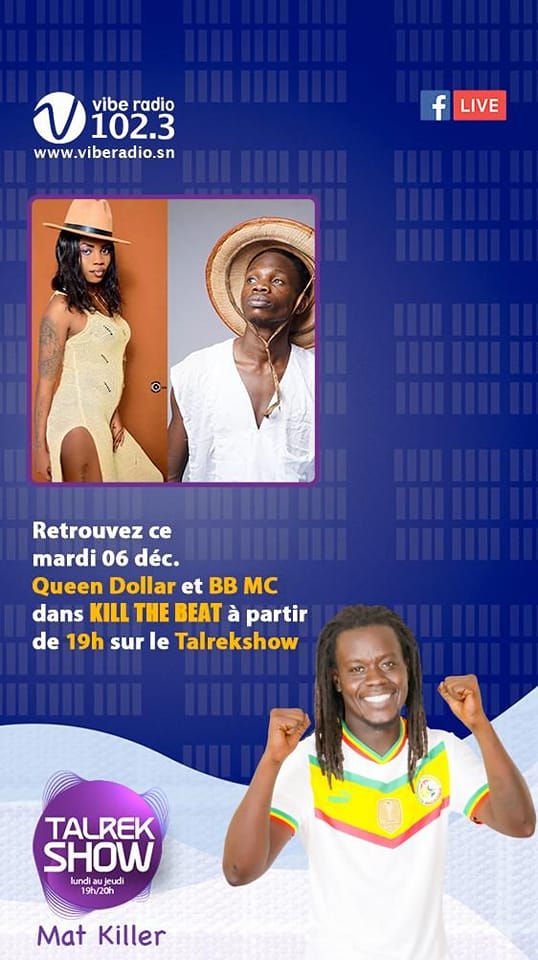 vibe radio
102.3
www.viberadio.sn
f LIVE
Retrouvez ce
mardi 06 déc.
Queen Dollar et BB MC
dans KILL THE BEAT à partir
de 19h sur le Talrekshow
TALREK
SHOW
lundi au jeudi
19h/20h
Mat Killer